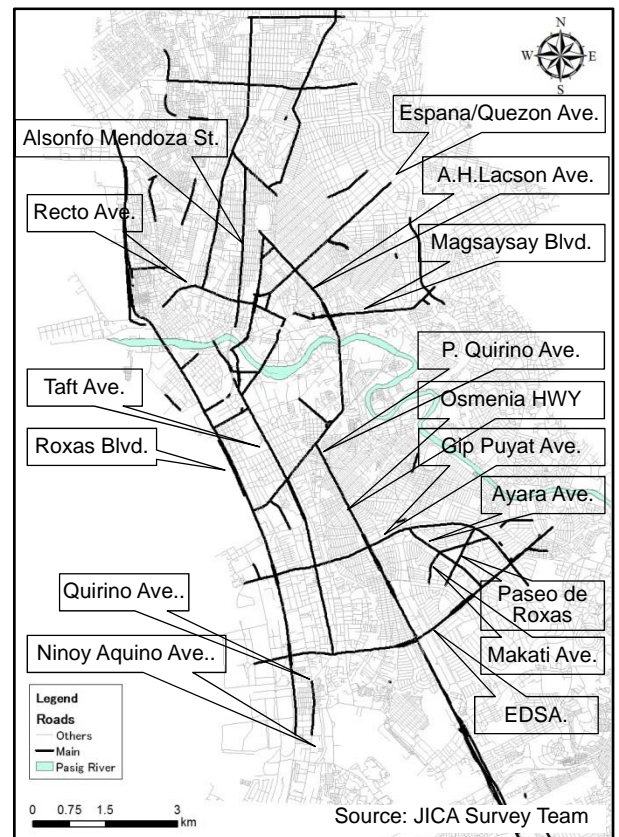 N
W E
S
Espana/Quezon Ave.
Alsonfo Mendoza St.
A.H.Lacson Ave.
Recto Ave.
Magsaysay Blvd.
P. Quirino Ave.
Taft Ave.
Osmenia HWY
Roxas Blvd.
Gip Puyat Ave.
Ayara Ave.
Quirino Ave..
Paseo de
Roxas
Ninoy Aquino Ave..
Makati Ave.
EDSA.
Legend
Roads
Others
Main
Pasig River
0 0.75 1.5 3
km
Source: JICA Survey Team